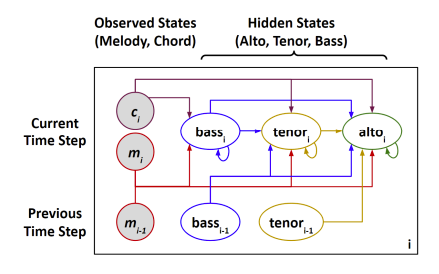 Observed States
(Melody, Chord)
Hidden States
(Alto, Tenor, Bass)
Current
Time Step
c_i
m_i
bass_i
tenor_i
alto_i
Previous
Time Step
m_{i-1}
bass_{i-1}
tenor_{i-1}
i